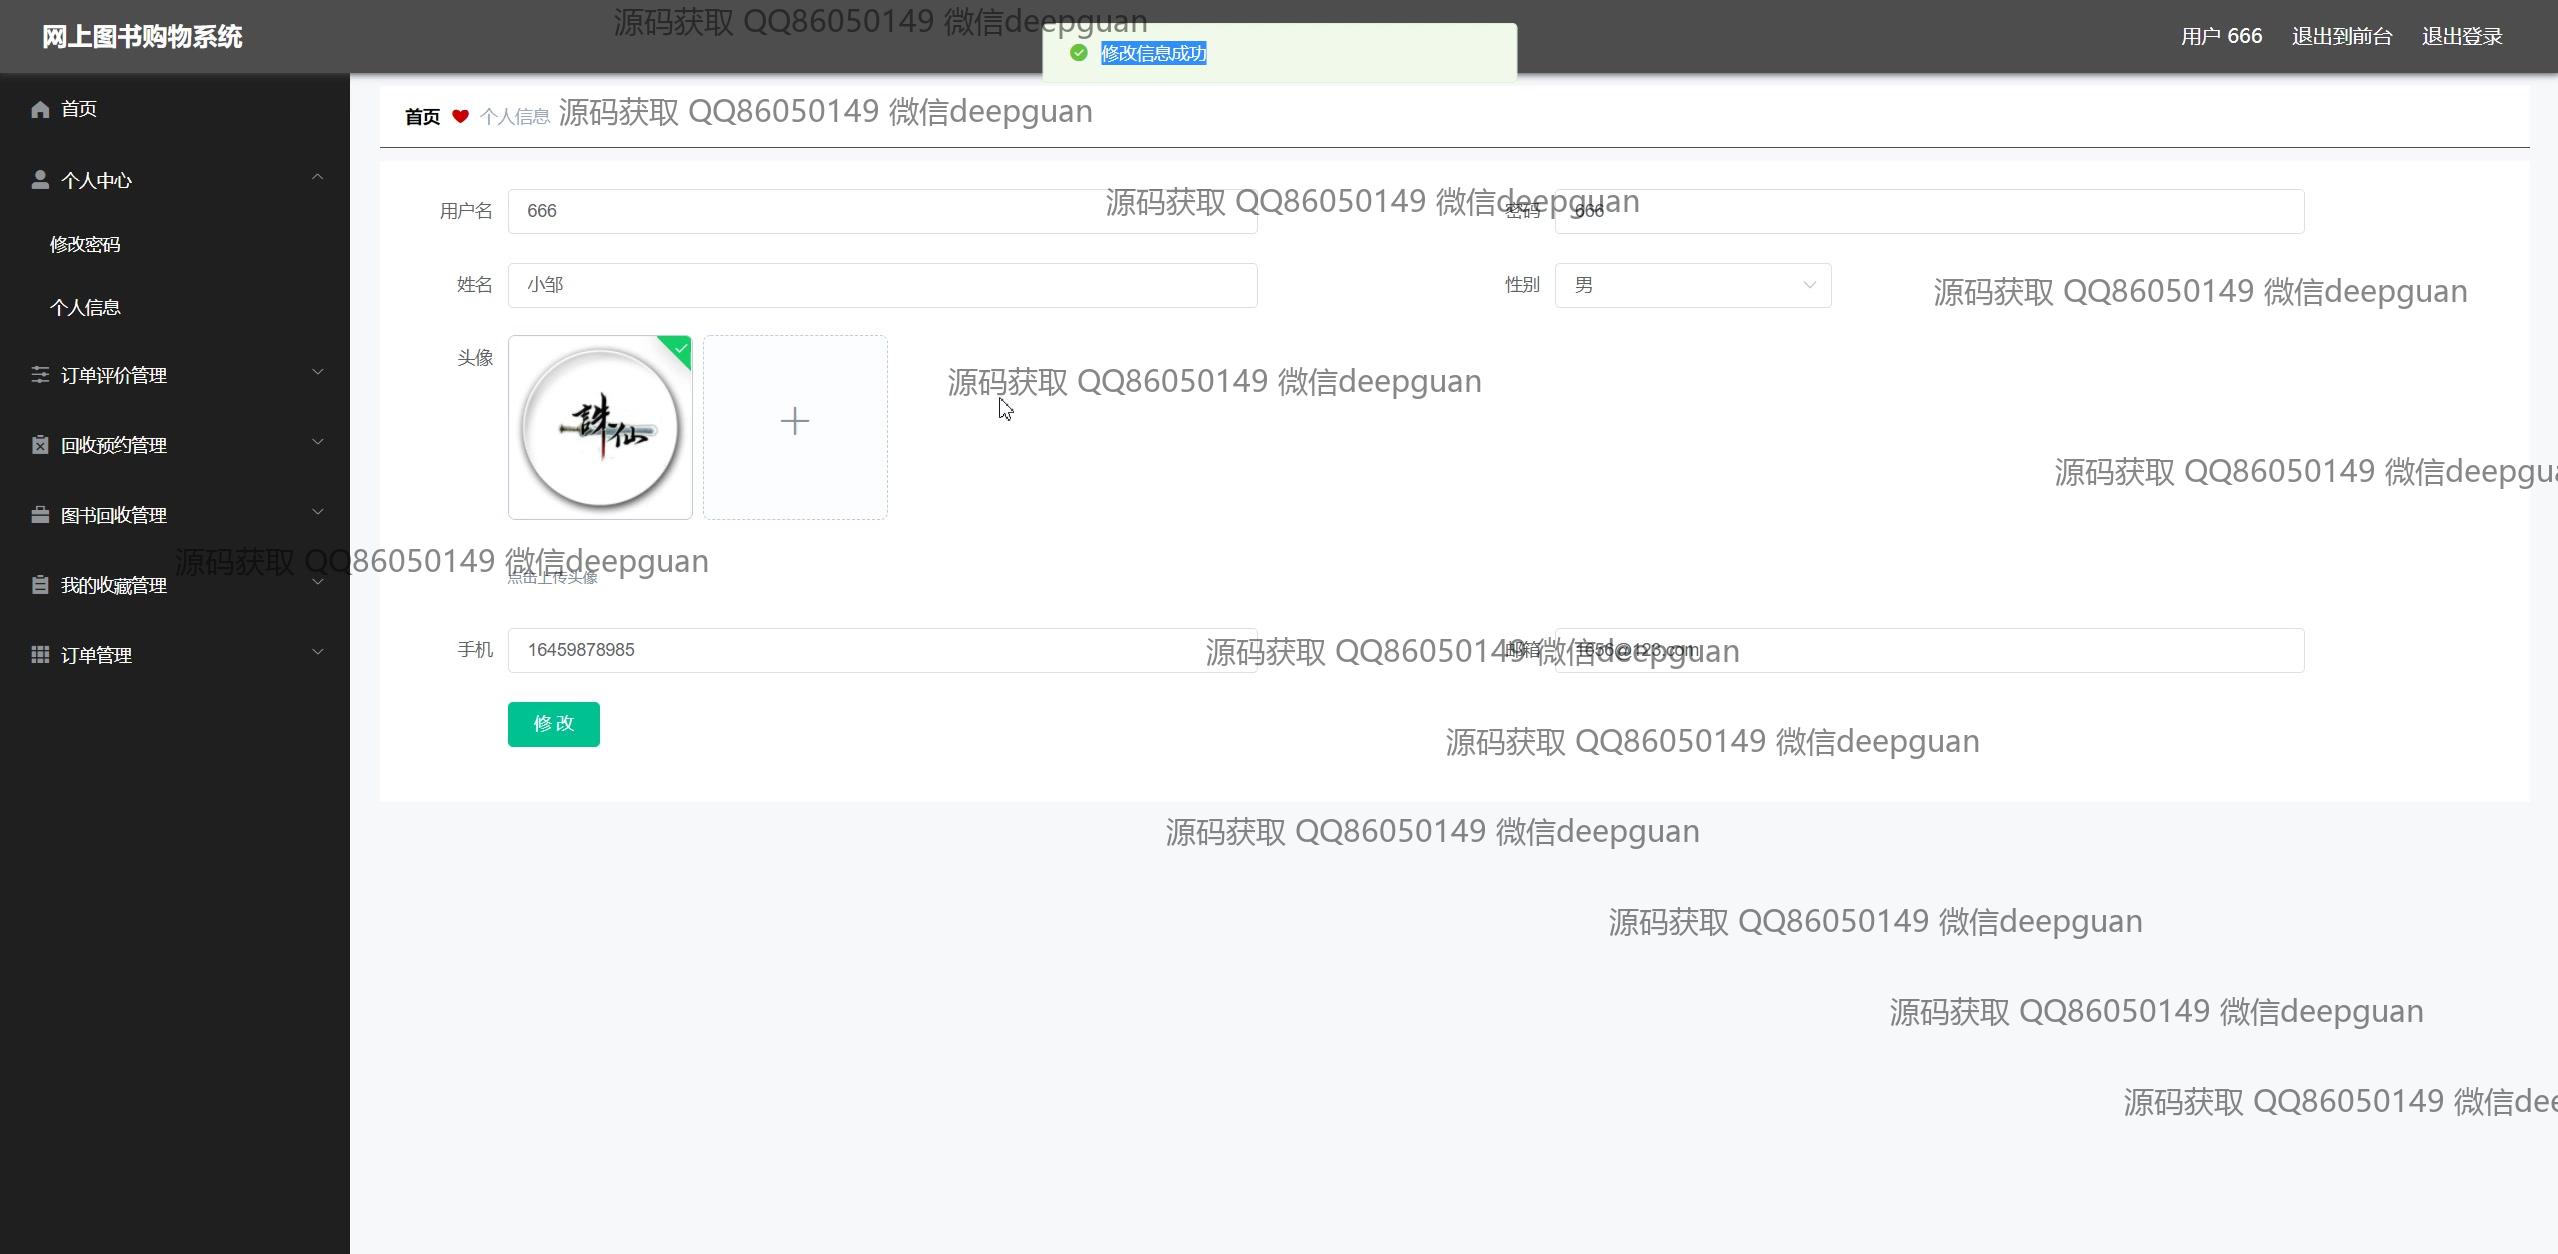 网上图书购物系统
源码获取 QQ86050149 微信deepguan
修改信息成功
用户 666
退出到前台
退出登录
首页
个人中心
修改密码
个人信息
订单评价管理
回收预约管理
图书回收管理
我的收藏管理
订单管理
首页 个人信息
源码获取 QQ86050149 微信deepguan
用户名 666
源码获取 QQ86050149 微信deepguan
密码 666
姓名 小邹
性别 男
源码获取 QQ86050149 微信deepguan
头像
誅仙
源码获取 QQ86050149 微信deepguan
源码获取 QQ86050149 微信deepgua
源码获取 QQ86050149 微信deepguan
点击上传头像
手机 16459878985
源码获取 QQ86050149 微信deepguan
邮箱 1656@123.com
修改
源码获取 QQ86050149 微信deepguan
源码获取 QQ86050149 微信deepguan
源码获取 QQ86050149 微信deepguan
源码获取 QQ86050149 微信deepguan
源码获取 QQ86050149 微信dee